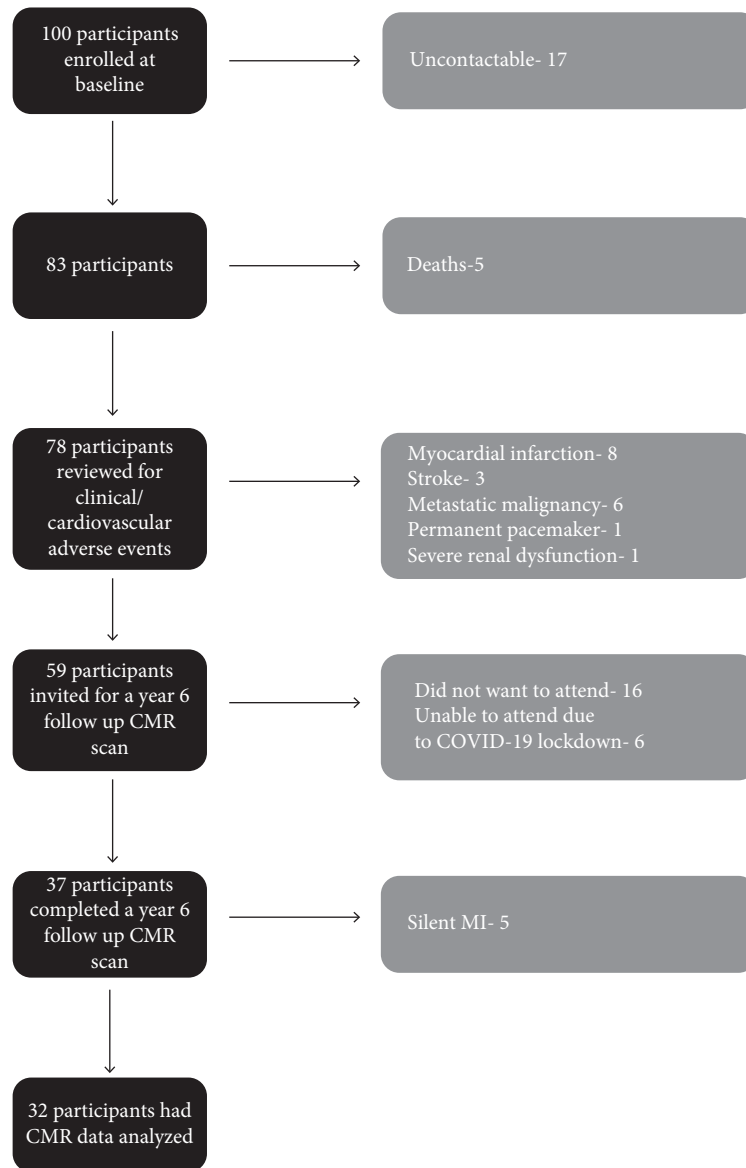 100 participants
enrolled at
baseline
Uncontactable- 17
83 participants
Deaths-5
78 participants
reviewed for
clinical/
cardiovascular
adverse events
Myocardial infarction- 8
Stroke- 3
Metastatic malignancy- 6
Permanent pacemaker- 1
Severe renal dysfunction- 1
59 participants
invited for a year 6
follow up CMR
scan
Did not want to attend- 16
Unable to attend due
to COVID-19 lockdown- 6
37 participants
completed a year 6
follow up CMR
scan
Silent MI- 5
32 participants had
CMR data analyzed